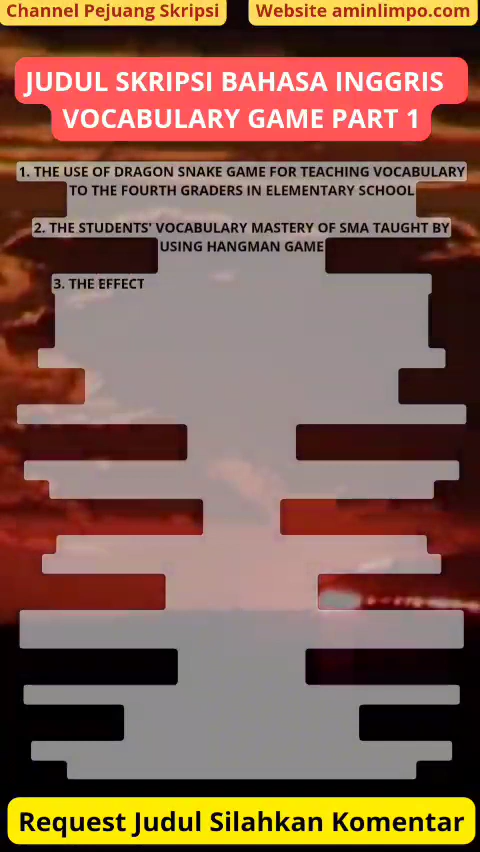 Channel Pejuang Skripsi
Website aminlimpo.com
JUDUL SKRIPSI BAHASA INGGRIS
VOCABULARY GAME PART 1
1. THE USE OF DRAGON SNAKE GAME FOR TEACHING VOCABULARY
TO THE FOURTH GRADERS IN ELEMENTARY SCHOOL
2. THE STUDENTS' VOCABULARY MASTERY OF SMA TAUGHT BY
USING HANGMAN GAME
3. THE EFFECT
Request Judul Silahkan Komentar